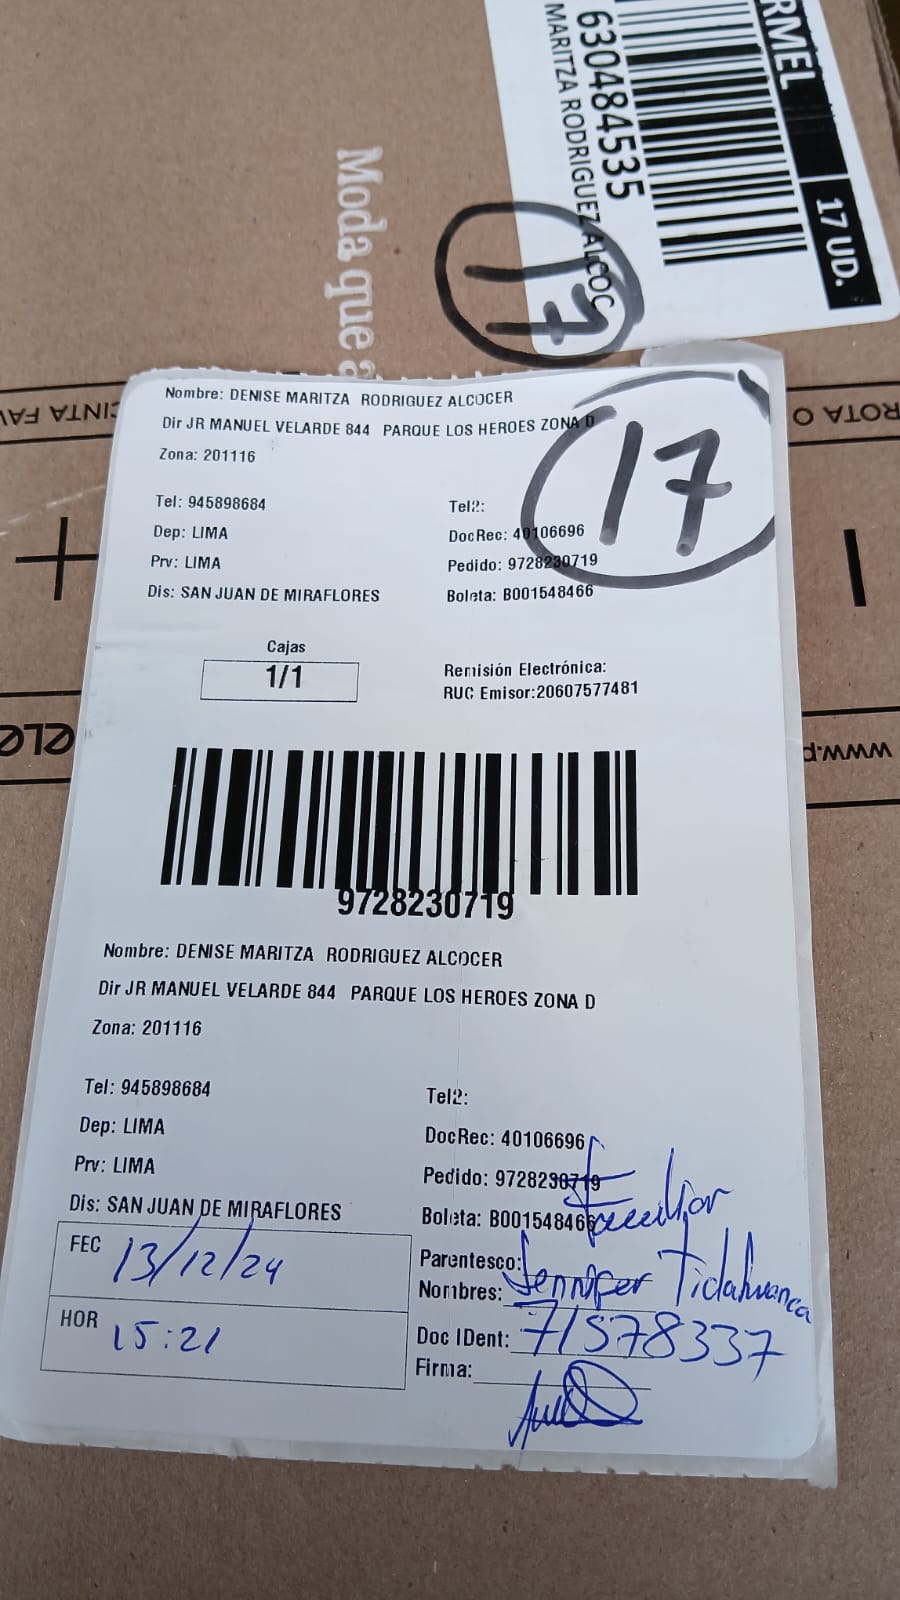 RMEL
17 UD.
630484535
MARITZA RODRIGUEZ ALCOC
17
Moda que a
CINTA
ROTA O
Nombre: DENISE MARITZA RODRIGUEZ ALCOCER
Dir JR MANUEL VELARDE 844 PARQUE LOS HEROES ZONA D
17
Zona: 201116
Tel: 945898684
Tel2:
Dep: LIMA
DocRec: 40106696
Prv: LIMA
Pedido: 9728230719
Dis: SAN JUAN DE MIRAFLORES
Boleta: B001548466
Cajas
1/1
Remisión Electrónica:
RUC Emisor:20607577481
ele
www.p
9728230719
Nombre: DENISE MARITZA RODRIGUEZ ALCOCER
Dir JR MANUEL VELARDE 844 PARQUE LOS HEROES ZONA D
Zona: 201116
Tel: 945898684
Tel2:
Dep: LIMA
DocRec: 40106696
Prv: LIMA
Pedido: 9728230719
Dis: SAN JUAN DE MIRAFLORES
Boleta: B001548466
Familiar
FEC 13/12/24
Parentesco:
Nombres: Jennifer Ticlahuanca
HOR 15:21
Doc IDent: 71578337
Firma: